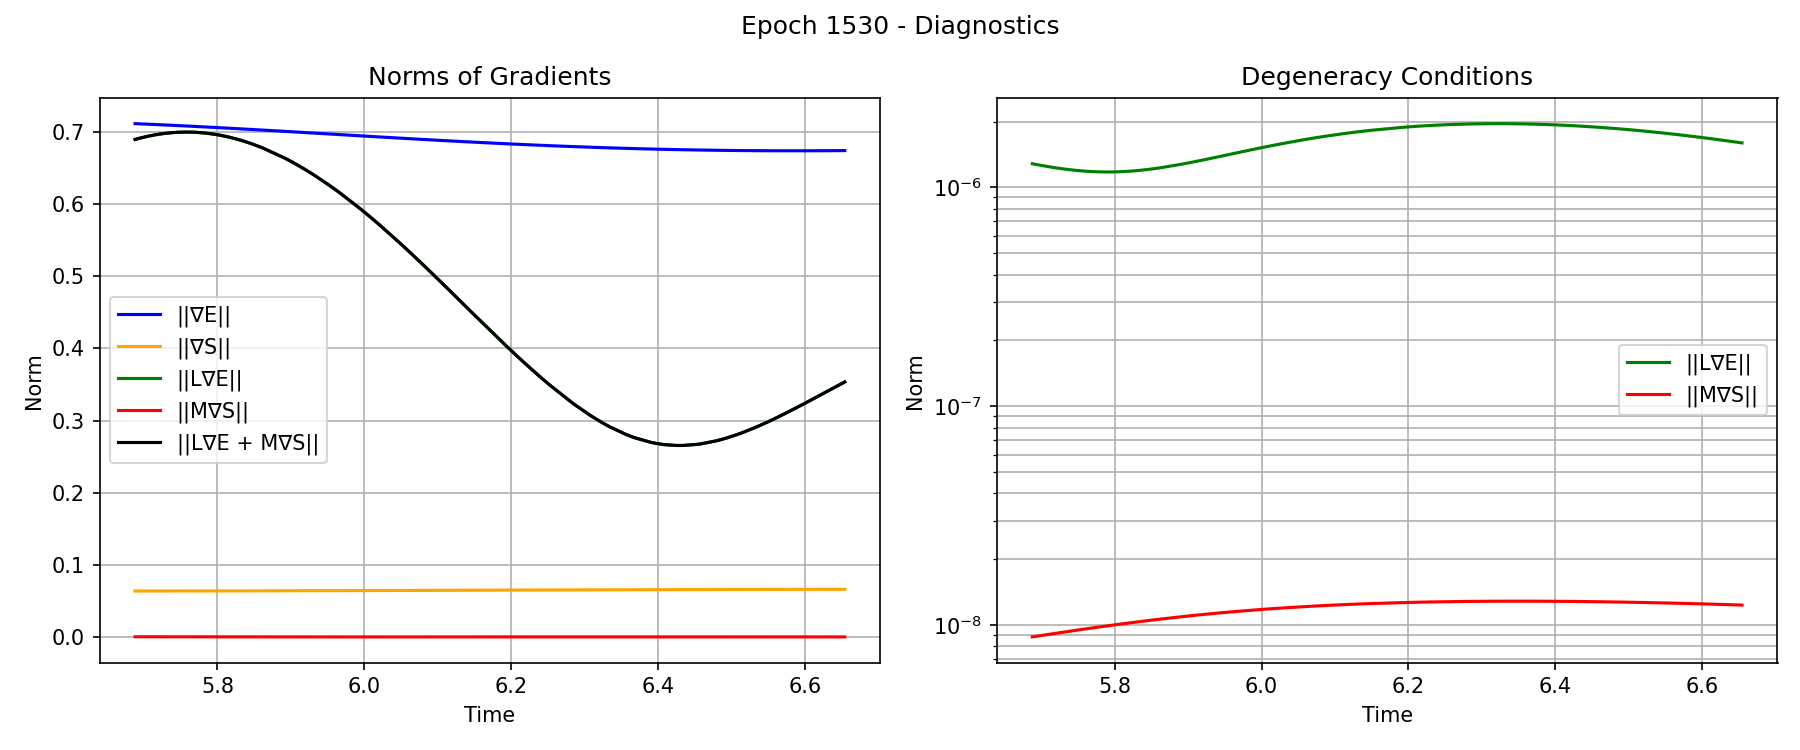 Epoch 1530 - Diagnostics
Norms of Gradients
Norm
0.7
0.6
0.5
0.4
0.3
0.2
0.1
0.0
||∇E||
||∇S||
||L∇E||
||M∇S||
||L∇E + M∇S||
5.8
6.0
6.2
6.4
6.6
Time
Degeneracy Conditions
Norm
10⁻⁶
10⁻⁷
10⁻⁸
||L∇E||
||M∇S||
5.8
6.0
6.2
6.4
6.6
Time